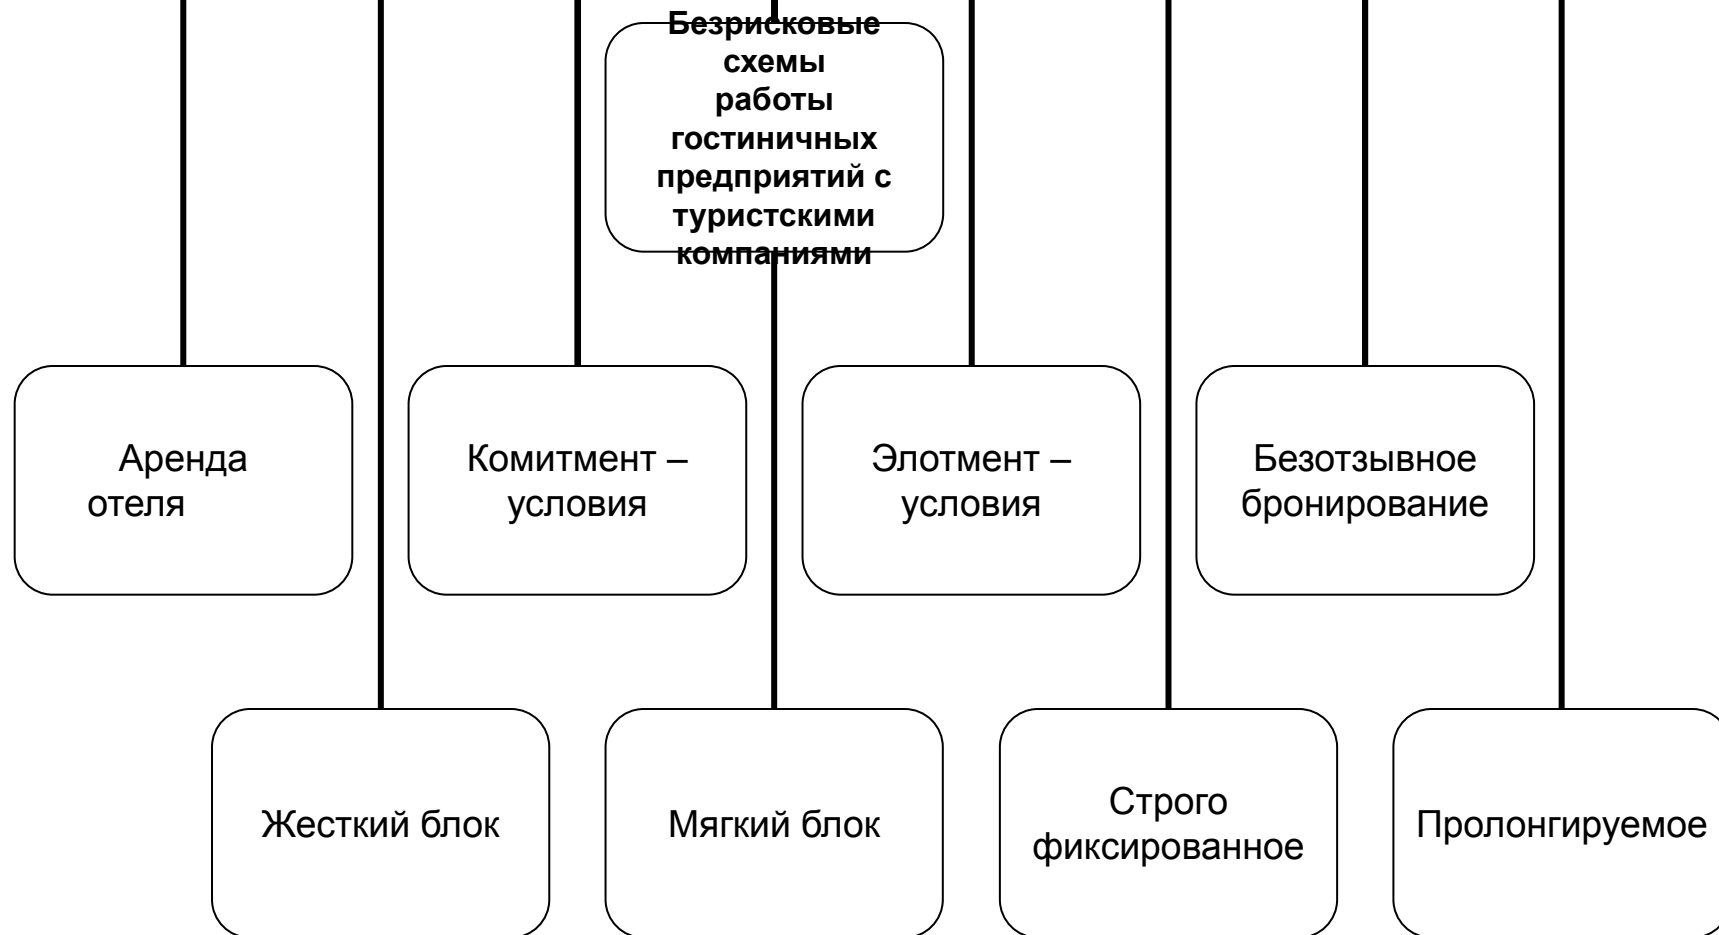 Безрисковые
схемы
работы
гостиничных
предприятий с
туристскими
компаниями
Аренда
отеля
Комитмент –
условия
Элотмент –
условия
Безотзывное
бронирование
Жесткий блок
Мягкий блок
Строго
фиксированное
Пролонгируемое